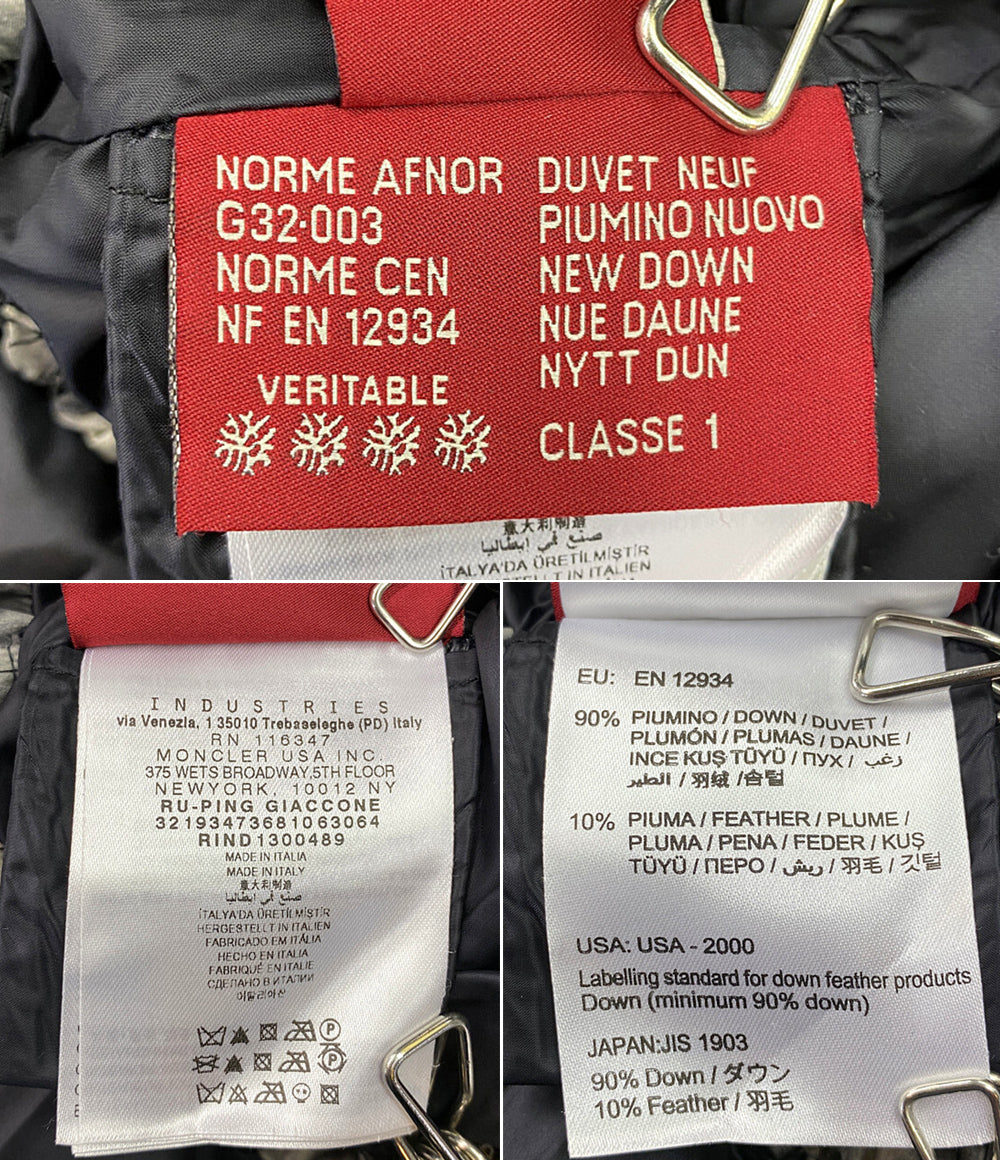 NORME AFNOR
G32·003
NORME CEN
NF EN 12934
VERITABLE
DUVET NEUF
PIUMINO NUOVO
NEW DOWN
NUE DAUNE
NYTT DUN
CLASSE 1
意大利制造
صنع في إيطاليا
İTALYA'DA ÜRETİLMİŞTİR
INDUSTRIES
via Venezia, 1 35010 Trebaseleghe (PD) Italy
RN 116347
MONCLER USA INC.
375 WETS BROADWAY,5TH FLOOR
NEWYORK, 10012 NY
RU-PING GIACCONE
32193473681063064
RIND1300489
MADE IN ITALIA
MADE IN ITALY
意大利制造
صنع في إيطاليا
İTALYA'DA ÜRETİLMİŞTİR
HERGESTELLT IN ITALIEN
FABRICADO EM ITÁLIA
HECHO EN ITALIA
FABRIQUÉ EN ITALIE
СДЕЛАНО В ИТАЛИИ
이탈리아산
EU: EN 12934
90% PIUMINO / DOWN / DUVET /
PLUMÓN / PLUMAS / DAUNE /
INCE KUŞ TÜYÜ / ПУХ / زغب /
الطير / 羽绒 / 솜털
10% PIUMA / FEATHER / PLUME /
PLUMA / PENA / FEDER / KUŞ
TÜYÜ / ПЕРО / ريش / 羽毛 / 깃털
USA: USA - 2000
Labelling standard for down feather products
Down (minimum 90% down)
JAPAN:JIS 1903
90% Down / ダウン
10% Feather / 羽毛